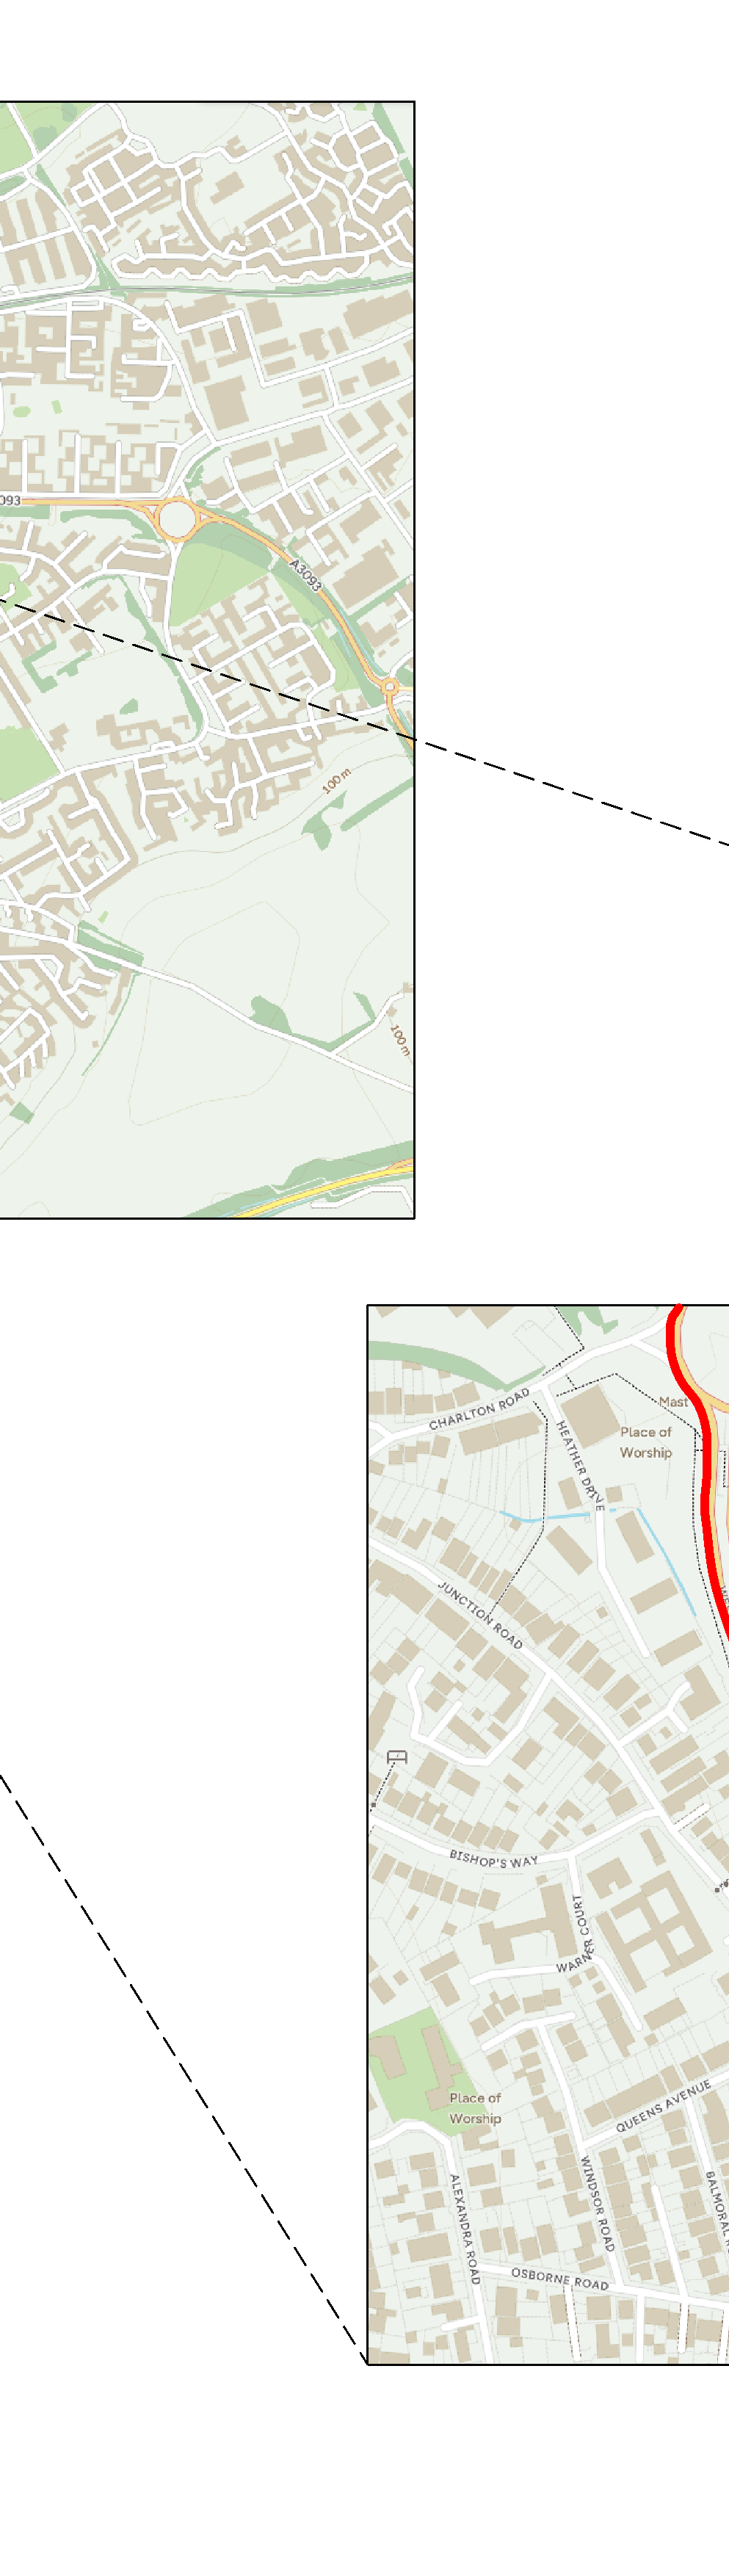 093
A3093
100 m
100 m
CHARLTON ROAD
HEATHER DRIVE
Mast
Place of
Worship
JUNCTION ROAD
BISHOP'S WAY
WARNER COURT
Place of
Worship
QUEENS AVENUE
ALEXANDRA ROAD
WINDSOR ROAD
BALMORAL
OSBORNE ROAD